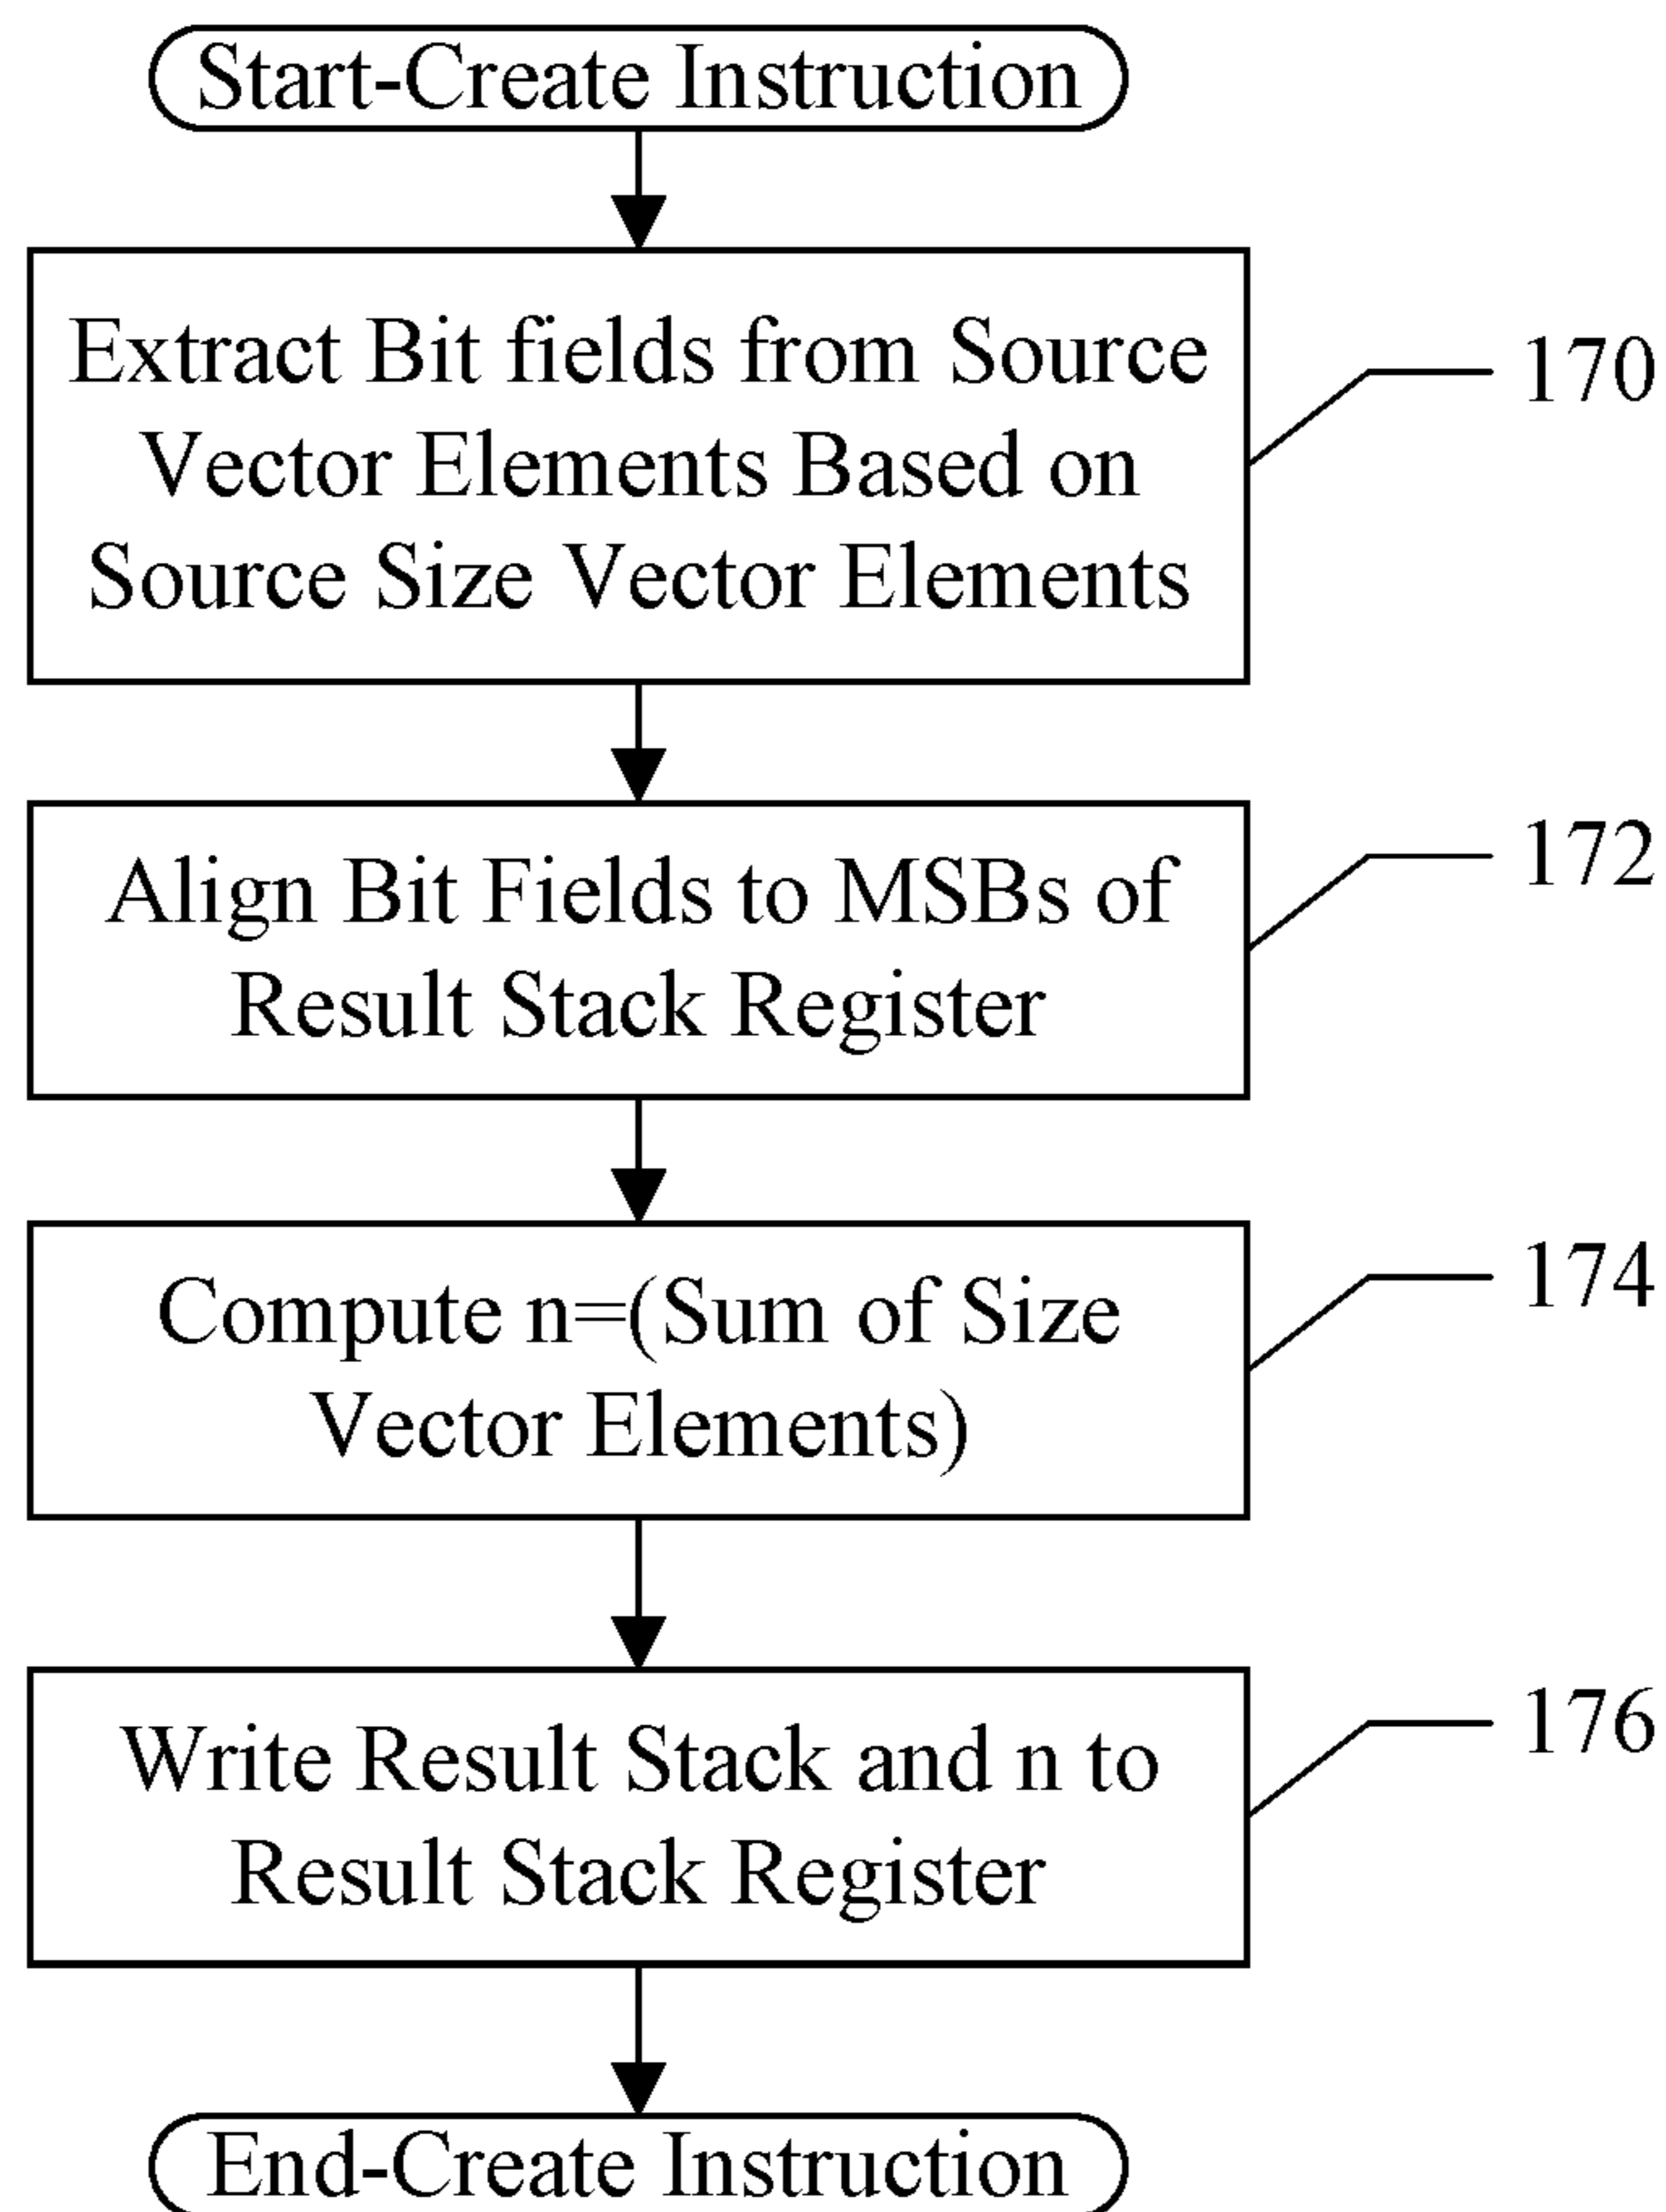 Start-Create Instruction
Extract Bit fields from Source
Vector Elements Based on
Source Size Vector Elements
170
Align Bit Fields to MSBs of
Result Stack Register
172
Compute n=(Sum of Size
Vector Elements)
174
Write Result Stack and n to
Result Stack Register
176
End-Create Instruction